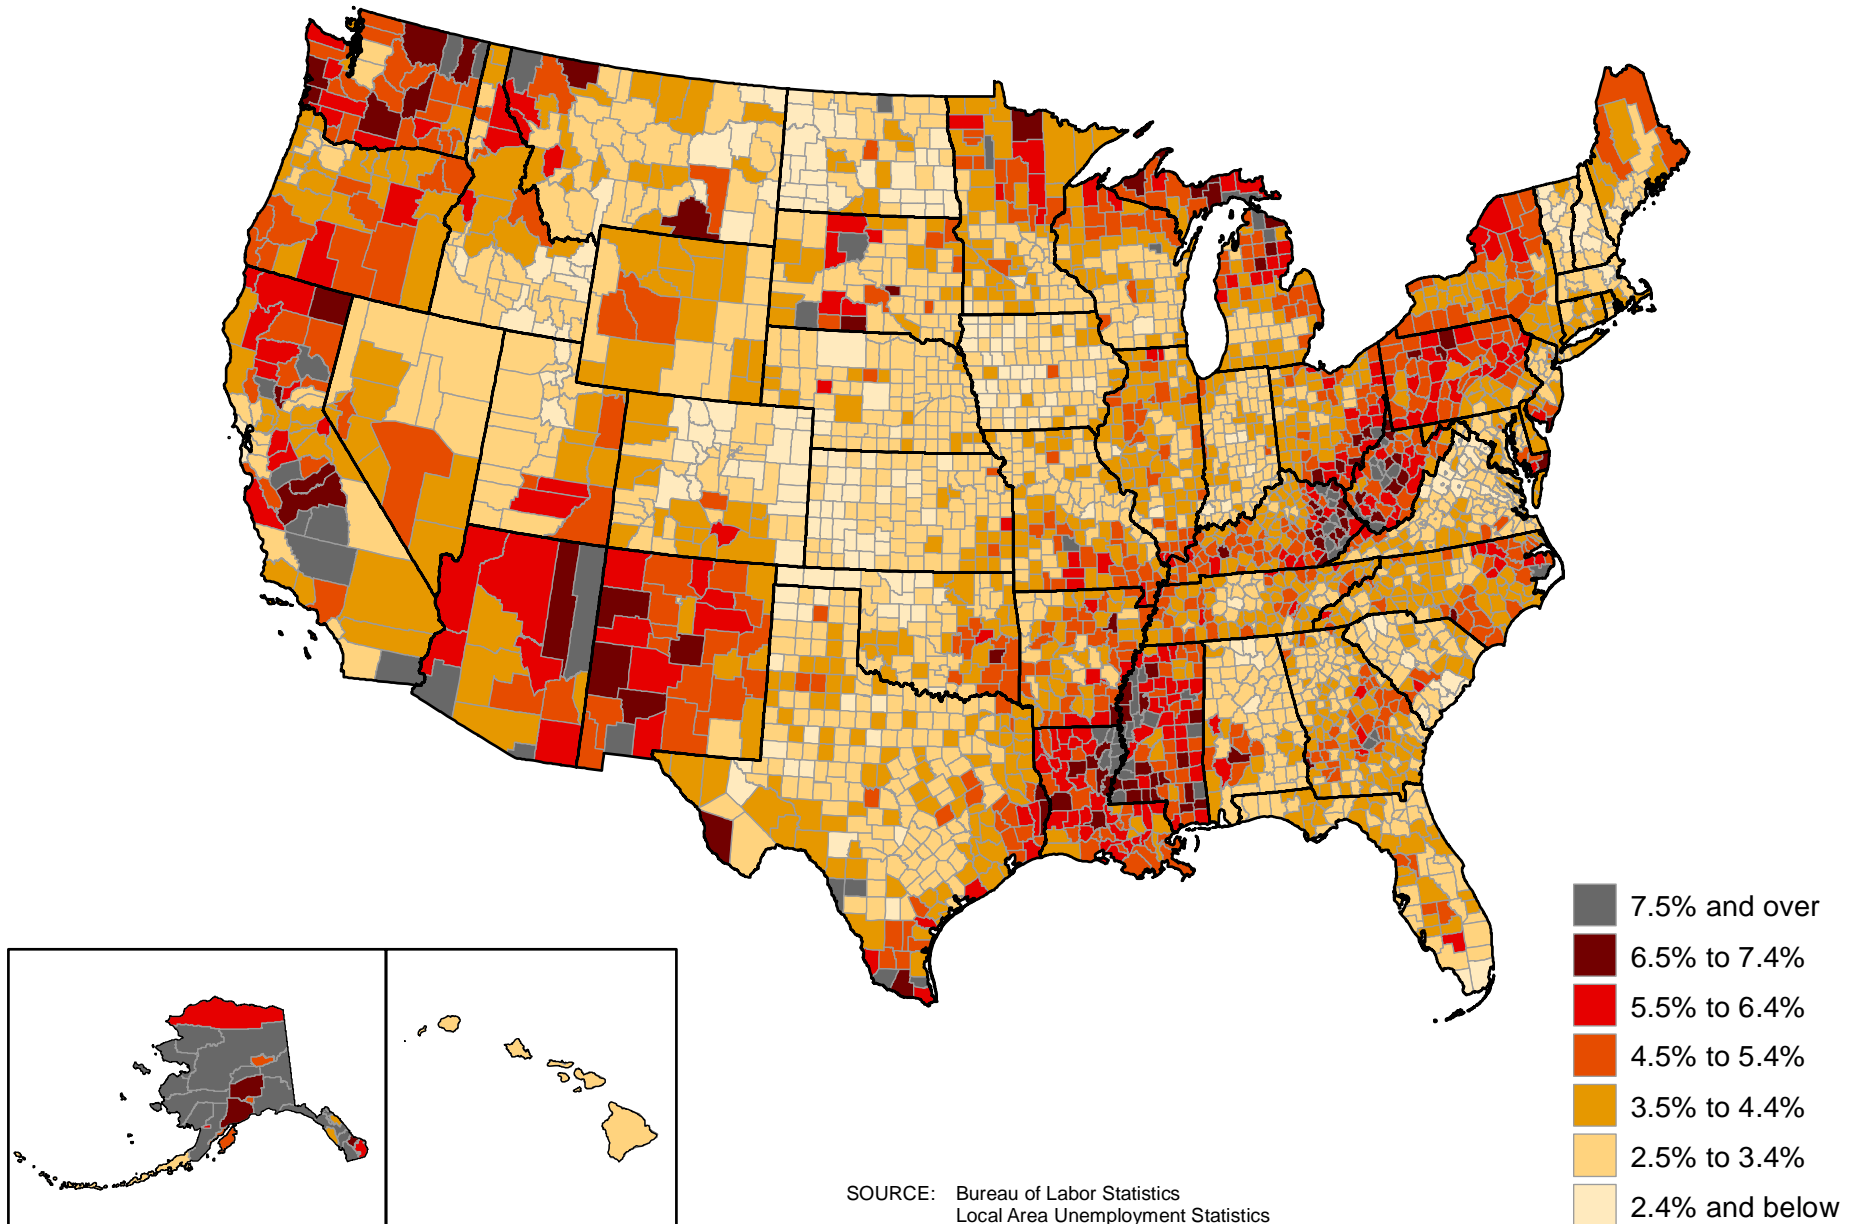 7.5% and over
6.5% to 7.4%
5.5% to 6.4%
4.5% to 5.4%
3.5% to 4.4%
2.5% to 3.4%
2.4% and below
SOURCE: Bureau of Labor Statistics
Local Area Unemployment Statistics